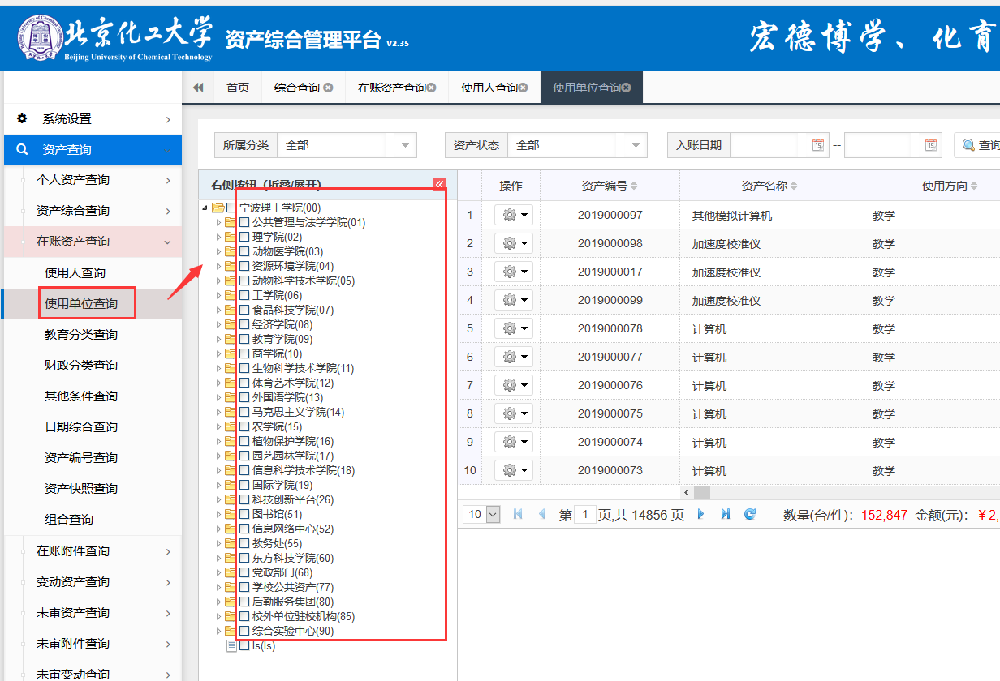 北京化工大学
Beijing University of Chemical Technology
资产综合管理平台 V2.35
宏德博学、化育
首页 综合查询 在账资产查询 使用人查询 使用单位查询
系统设置
资产查询
个人资产查询
资产综合查询
在账资产查询
使用人查询
使用单位查询
教育分类查询
财政分类查询
其他条件查询
日期综合查询
资产编号查询
资产快照查询
组合查询
在账附件查询
变动资产查询
未审资产查询
未审附件查询
未审变动查询
所属分类 全部 资产状态 全部 入账日期 15 -- 15 查询
右侧按钮（折叠/展开）
宁波理工学院(00)
公共管理与法学学院(01)
理学院(02)
动物医学院(03)
资源环境学院(04)
动物科学技术学院(05)
工学院(06)
食品科技学院(07)
经济学院(08)
教育学院(09)
商学院(10)
生物科学技术学院(11)
体育艺术学院(12)
外国语学院(13)
马克思主义学院(14)
农学院(15)
植物保护学院(16)
园艺园林学院(17)
信息科学技术学院(18)
国际学院(19)
科技创新平台(26)
图书馆(51)
信息网络中心(52)
教务处(55)
东方科技学院(60)
党政部门(68)
学校公共资产(77)
后勤服务集团(80)
校外单位驻校机构(85)
综合实验中心(90)
ls(ls)
操作 资产编号 资产名称 使用方向
1 2019000097 其他模拟计算机 教学
2 2019000098 加速度校准仪 教学
3 2019000017 加速度校准仪 教学
4 2019000099 加速度校准仪 教学
5 2019000078 计算机 教学
6 2019000077 计算机 教学
7 2019000076 计算机 教学
8 2019000075 计算机 教学
9 2019000074 计算机 教学
10 2019000073 计算机 教学
10 第 1 页,共 14856 页 数量(台/件): 152,847 金额(元): ￥2,